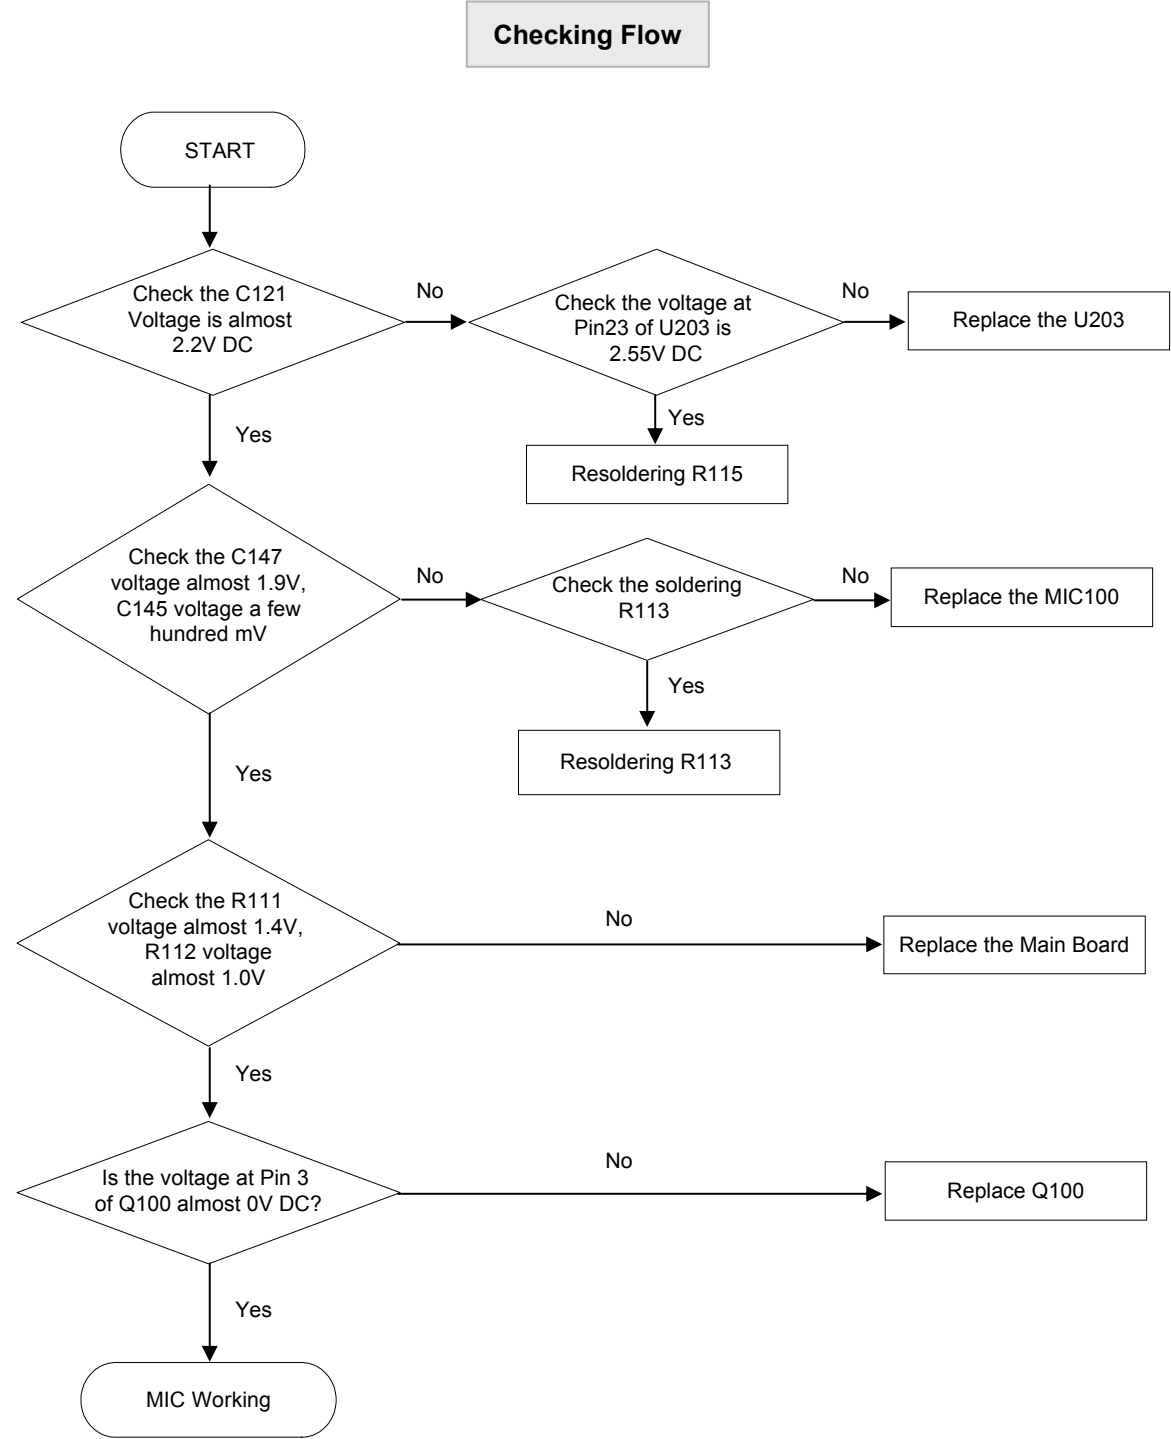 Checking Flow
START
Check the C121
Voltage is almost
2.2V DC
No
Check the voltage at
Pin23 of U203 is
2.55V DC
No
Replace the U203
Yes
Yes
Resoldering R115
Check the C147
voltage almost 1.9V,
C145 voltage a few
hundred mV
No
Check the soldering
R113
No
Replace the MIC100
Yes
Resoldering R113
Yes
Check the R111
voltage almost 1.4V,
R112 voltage
almost 1.0V
No
Replace the Main Board
Yes
Is the voltage at Pin 3
of Q100 almost 0V DC?
No
Replace Q100
Yes
MIC Working